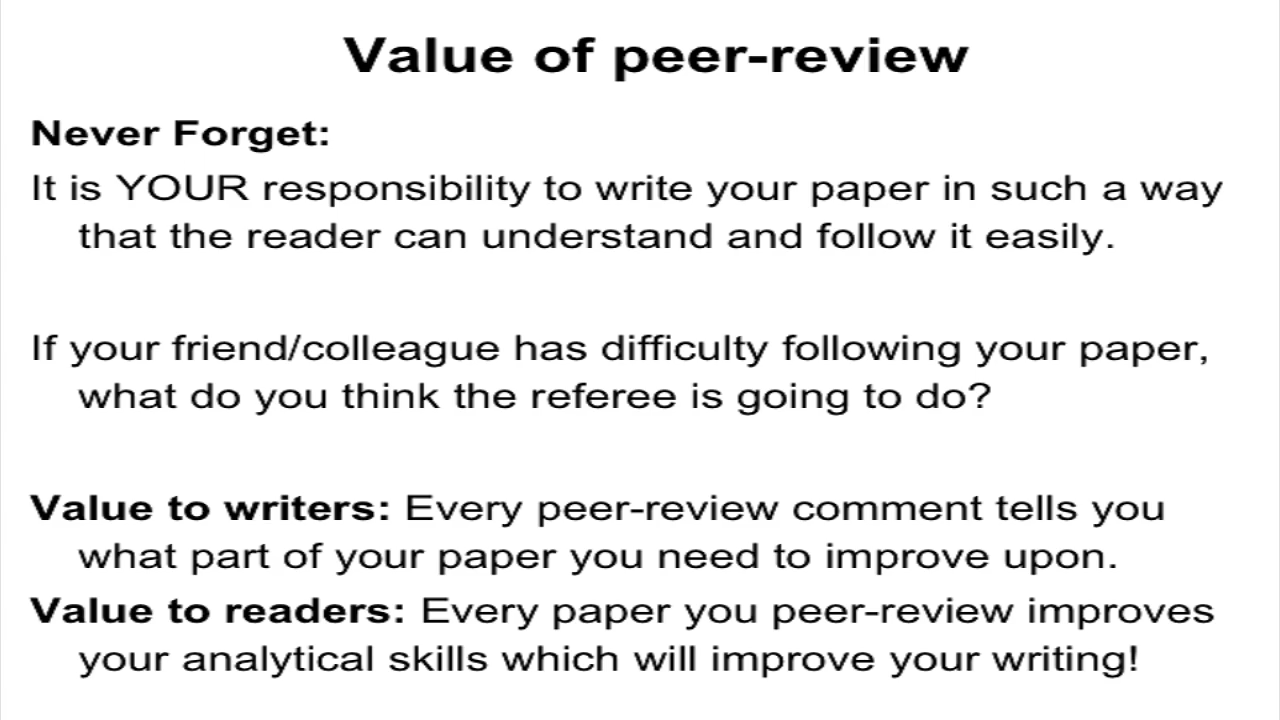 Value of peer-review
Never Forget:
It is YOUR responsibility to write your paper in such a way
that the reader can understand and follow it easily.
If your friend/colleague has difficulty following your paper,
what do you think the referee is going to do?
Value to writers: Every peer-review comment tells you
what part of your paper you need to improve upon.
Value to readers: Every paper you peer-review improves
your analytical skills which will improve your writing!